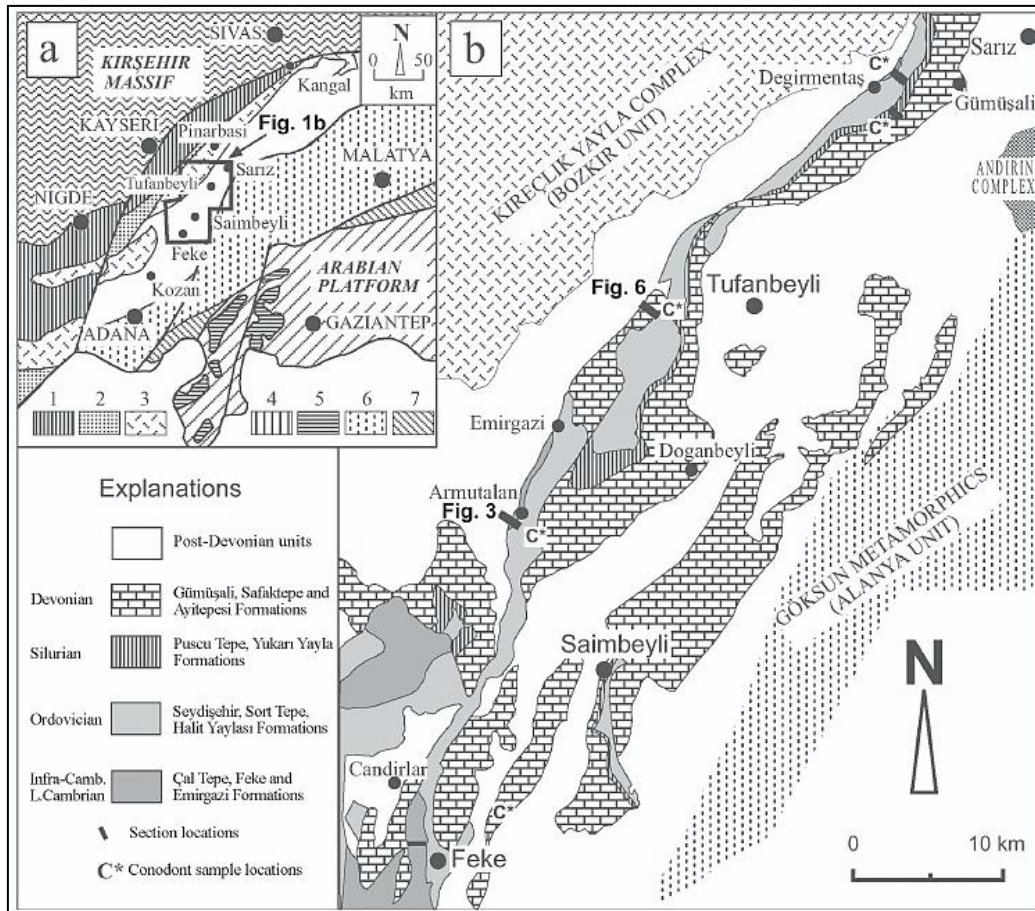 a
SIVAS
N
0 50
km
KIRŞEHIR
MASSIF
Kangal
KAYSERI
Pinarbasi
Fig. 1b
MALATYA
Sarız
Tufanbeyli
NIGDE
Saimbeyli
Feke
ARABIAN
PLATFORM
Kozan
GAZIANTEP
ADANA
1 2 3 4 5 6 7
b
Sarız
C*
Degirmentaş
Gümüşali
C*
KIREÇLIK YAYLA COMPLEX
(BOZKIR UNIT)
ANDIRIN
COMPLEX
Tufanbeyli
Fig. 6
C*
Emirgazi
Doganbeyli
Armutalan
Fig. 3
C*
GÖKSUN METAMORPHICS
(ALANYA UNIT)
Saimbeyli
N
Candirlar
C*
Feke
0 10 km
Explanations
Post-Devonian units
Devonian Gümüşali, Safaktepe and
Ayitepesi Formations
Silurian Puscu Tepe, Yukarı Yayla
Formations
Ordovician Seydişehir, Sort Tepe,
Halit Yaylası Formations
Infra-Camb. Çal Tepe, Feke and
L.Cambrian Emirgazi Formations
Section locations
C* Conodont sample locations